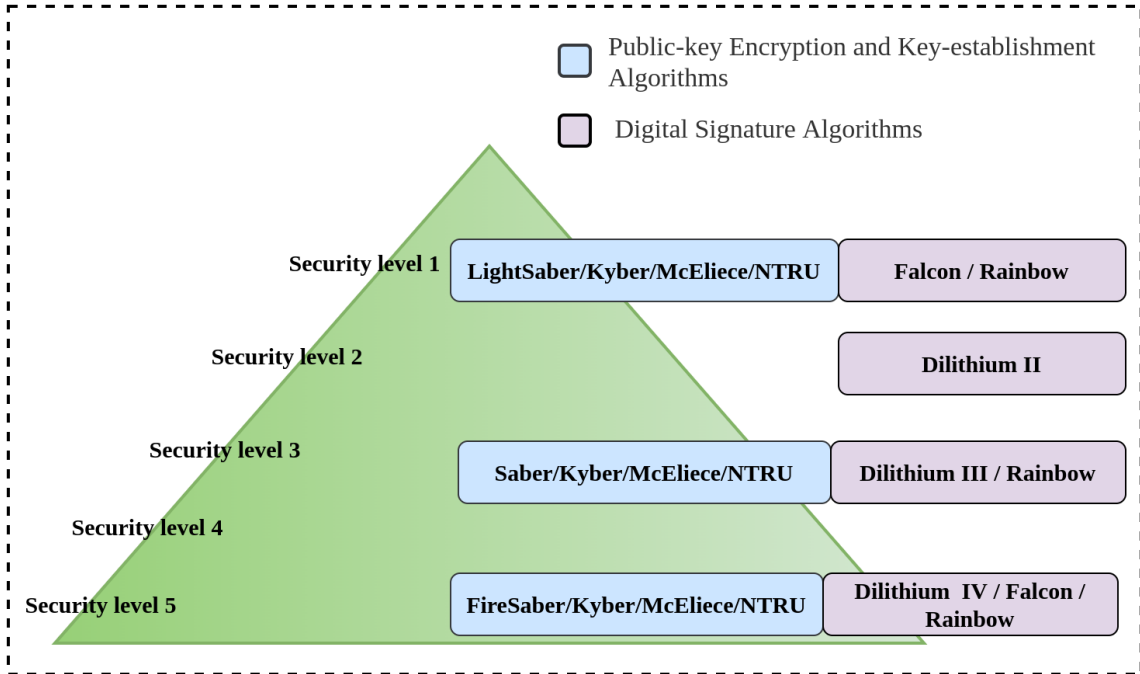 Public-key Encryption and Key-establishment
Algorithms
Digital Signature Algorithms
Security level 1
LightSaber/Kyber/McEliece/NTRU
Falcon / Rainbow
Security level 2
Dilithium II
Security level 3
Saber/Kyber/McEliece/NTRU
Dilithium III / Rainbow
Security level 4
Security level 5
FireSaber/Kyber/McEliece/NTRU
Dilithium IV / Falcon /
Rainbow